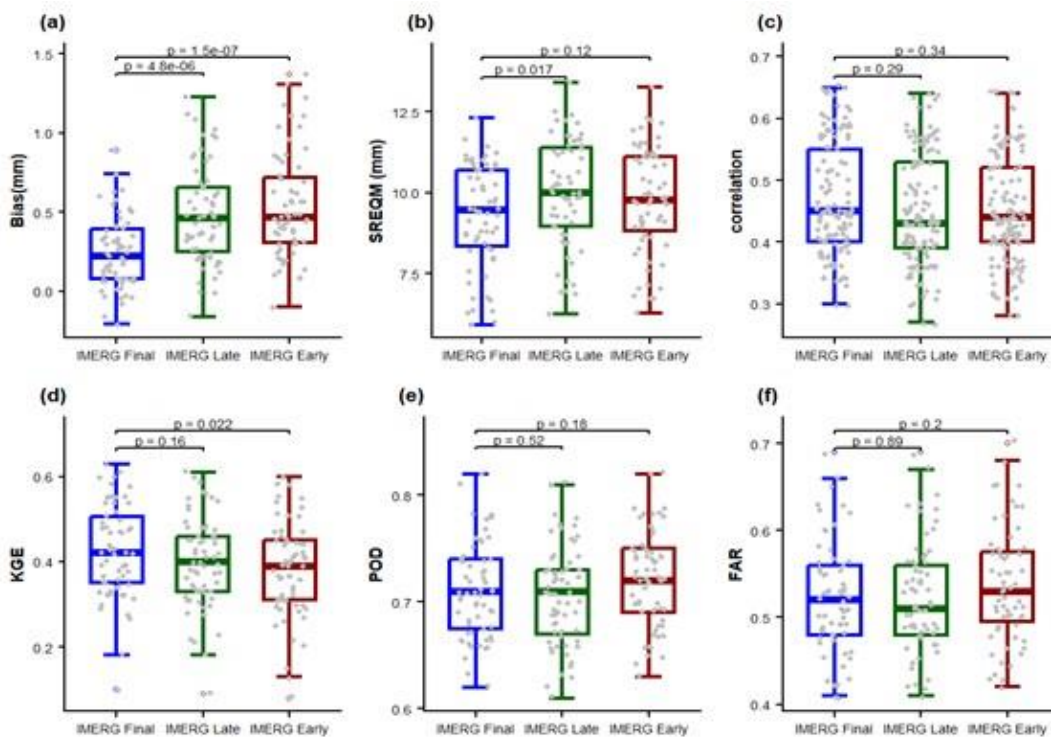 (a)
p = 1.5e-07
p = 4.8e-06
Bias(mm)
1.5
1.0
0.5
0.0
IMERG Final IMERG Late IMERG Early
(b)
p = 0.12
p = 0.017
SREQM (mm)
12.5
10.0
7.5
IMERG Final IMERG Late IMERG Early
(c)
p = 0.34
p = 0.29
correlation
0.7
0.6
0.5
0.4
0.3
IMERG Final IMERG Late IMERG Early
(d)
p = 0.022
p = 0.16
KGE
0.6
0.4
0.2
IMERG Final IMERG Late IMERG Early
(e)
p = 0.18
p = 0.52
POD
0.8
0.7
0.6
IMERG Final IMERG Late IMERG Early
(f)
p = 0.2
p = 0.89
FAR
0.7
0.6
0.5
0.4
IMERG Final IMERG Late IMERG Early